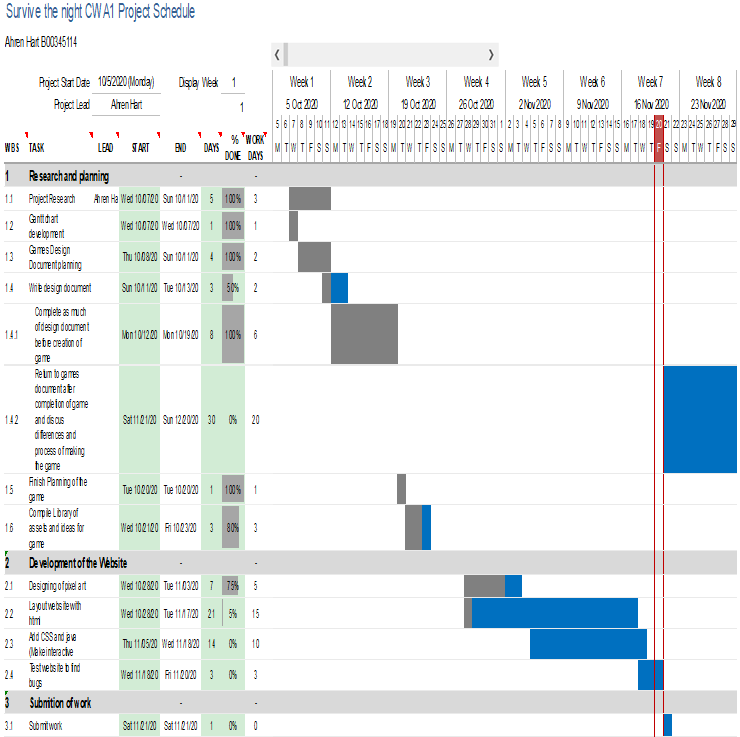 Survive the night CWA1 Project Schedule
Ahren Hart B00345114
Project Start Date 10/5/2020 (Monday) Display Week 1
Project Lead Ahren Hart 1
Week 1 Week 2 Week 3 Week 4 Week 5 Week 6 Week 7 Week 8
5 Oct 2020 12 Oct 2020 19 Oct 2020 26 Oct 2020 2 Nov 2020 9 Nov 2020 16 Nov 2020 23 Nov 2020
5 6 7 8 9 10 11 12 13 14 15 16 17 18 19 20 21 22 23 24 25 26 27 28 29 30 31 1 2 3 4 5 6 7 8 9 10 11 12 13 14 15 16 17 18 19 20 21 22 23 24 25 26 27 28 29
WBS TASK LEAD START END DAYS % DONE WORK DAYS
M T W T F S S M T W T F S S M T W T F S S M T W T F S S M T W T F S S M T W T F S S M T W T F S S M T W T F S S
1 Research and planning - -
1.1 Project Research Ahren Ha Wed 10/07/20 Sun 10/11/20 5 100% 3
1.2 Gantt chart development Wed 10/07/20 Wed 10/07/20 1 100% 1
1.3 Games Design Document planning Thu 10/08/20 Sun 10/11/20 4 100% 2
1.4 Write design document Sun 10/11/20 Tue 10/13/20 3 50% 2
1.4.1 Complete as much of design document before creation of game Mon 10/12/20 Mon 10/19/20 8 100% 6
1.4.2 Return to games document after completion of game and discus differences and process of making the game Sat 11/21/20 Sun 12/20/20 30 0% 20
1.5 Finish Planning of the game Tue 10/20/20 Tue 10/20/20 1 100% 1
1.6 Compile Library of assets and ideas for game Wed 10/21/20 Fri 10/23/20 3 80% 3
2 Development of the Website - -
2.1 Designing of pixel art Wed 10/28/20 Tue 11/03/20 7 75% 5
2.2 Layout website with html Wed 10/28/20 Tue 11/17/20 21 5% 15
2.3 Add CSS and java (Make interactive Thu 11/05/20 Wed 11/18/20 14 0% 10
2.4 Test website to find bugs Wed 11/18/20 Fri 11/20/20 3 0% 3
3 Submition of work - -
3.1 Submit work Sat 11/21/20 Sat 11/21/20 1 0% 0